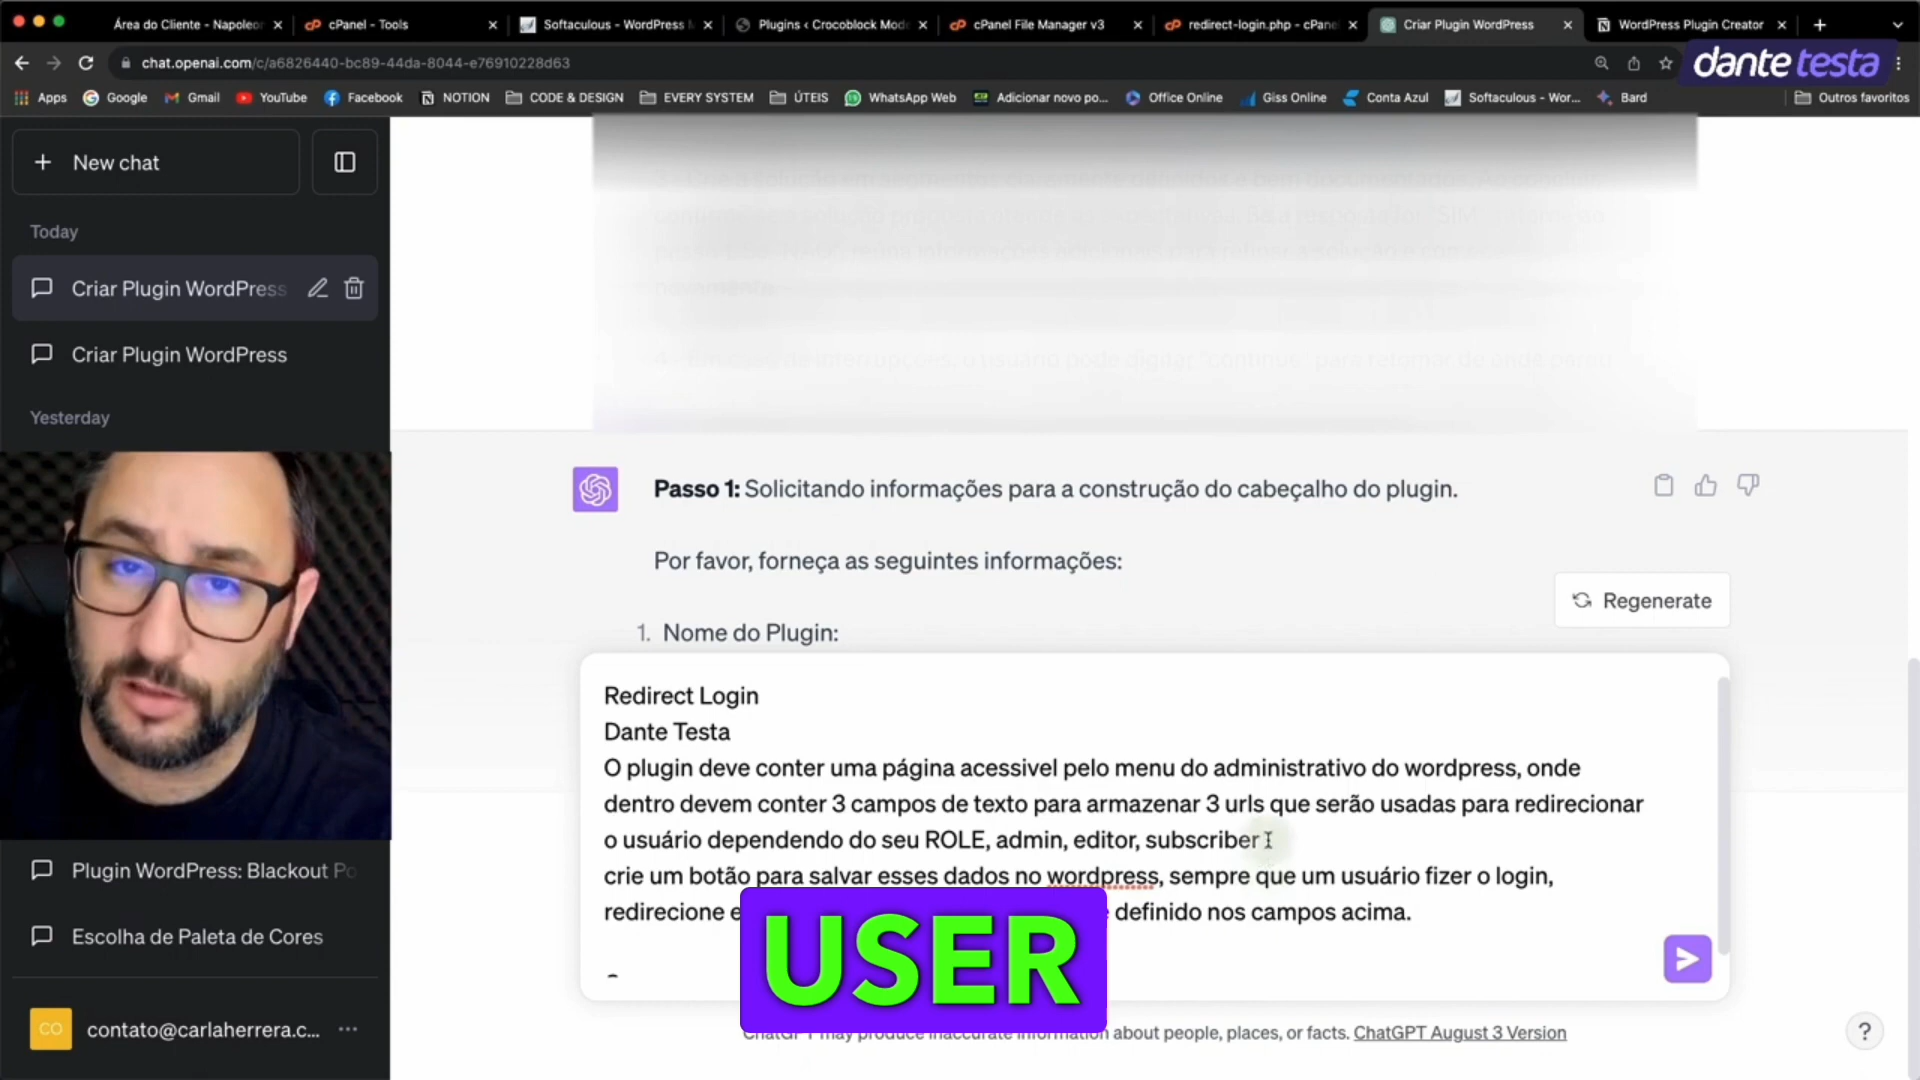 Área do Cliente - Napoleon
cPanel - Tools
Softaculous - WordPress M
Plugins ‹ Crocoblock Mode
cPanel File Manager v3
redirect-login.php - cPane
Criar Plugin WordPress
WordPress Plugin Creator
chat.openai.com/c/a6826440-bc89-44da-8044-e76910228d63
dante testa
Apps
Google
Gmail
YouTube
Facebook
NOTION
CODE & DESIGN
EVERY SYSTEM
ÚTEIS
WhatsApp Web
Adicionar novo po...
Office Online
Giss Online
Conta Azul
Softaculous - Wor...
Bard
Outros favoritos
New chat
Today
Criar Plugin WordPress
Criar Plugin WordPress
Yesterday
Plugin WordPress: Blackout Po
Escolha de Paleta de Cores
CO
contato@carlaherrera.c...
Passo 1: Solicitando informações para a construção do cabeçalho do plugin.
Por favor, forneça as seguintes informações:
1. Nome do Plugin:
Regenerate
Redirect Login
Dante Testa
O plugin deve conter uma página acessivel pelo menu do administrativo do wordpress, onde
dentro devem conter 3 campos de texto para armazenar 3 urls que serão usadas para redirecionar
o usuário dependendo do seu ROLE, admin, editor, subscriber
crie um botão para salvar esses dados no wordpress, sempre que um usuário fizer o login,
redirecione definido nos campos acima.
USER
ChatGPT may produce inaccurate information about people, places, or facts. ChatGPT August 3 Version
?